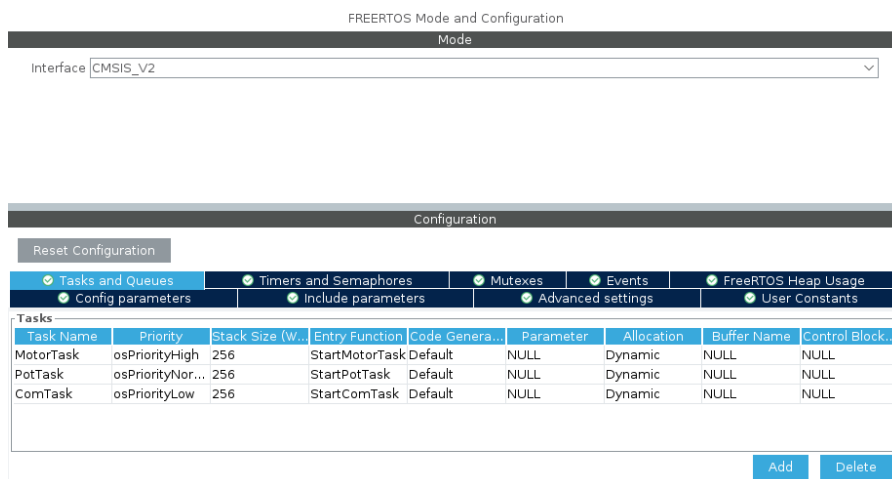 FREERTOS Mode and Configuration
Mode
Interface CMSIS_V2
Configuration
Reset Configuration
Tasks and Queues Timers and Semaphores Mutexes Events FreeRTOS Heap Usage
Config parameters Include parameters Advanced settings User Constants
Tasks
Task Name Priority Stack Size (W... Entry Function Code Genera... Parameter Allocation Buffer Name Control Block...
MotorTask osPriorityHigh 256 StartMotorTask Default NULL Dynamic NULL NULL
PotTask osPriorityNor... 256 StartPotTask Default NULL Dynamic NULL NULL
ComTask osPriorityLow 256 StartComTask Default NULL Dynamic NULL NULL
Add Delete